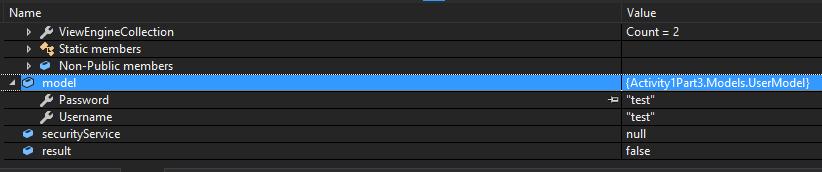 Name Value
ViewEngineCollection Count = 2
Static members
Non-Public members
model {Activity1Part3.Models.UserModel}
Password "test"
Username "test"
securityService null
result false